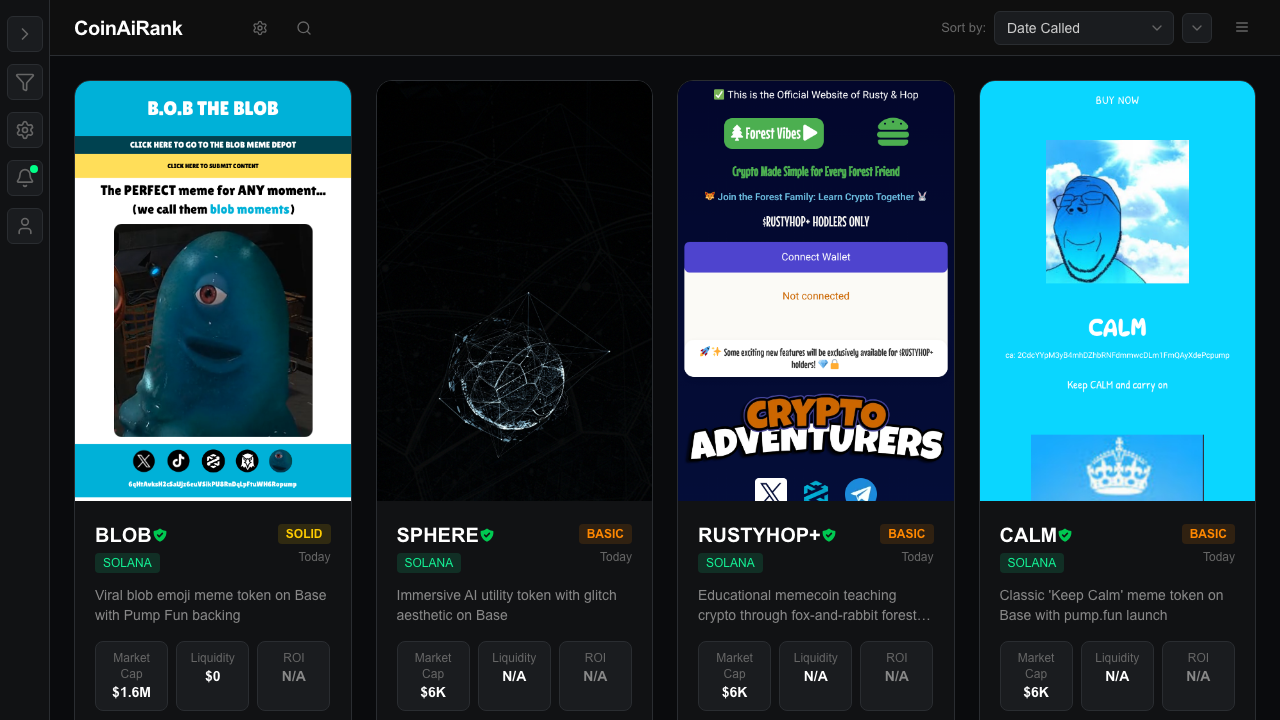 CoinAiRank
Sort by:
Date Called
B.O.B THE BLOB
CLICK HERE TO GO TO THE BLOB MEME DEPOT
CLICK HERE TO SUBMIT CONTENT
The PERFECT meme for ANY moment...
(we call them blob moments)
BLOB
SOLID
SOLANA
Today
Viral blob emoji meme token on Base
with Pump Fun backing
Market
Cap
$1.6M
Liquidity
$0
ROI
N/A
SPHERE
BASIC
SOLANA
Today
Immersive AI utility token with glitch
aesthetic on Base
Market
Cap
$6K
Liquidity
N/A
ROI
N/A
✅ This is the Official Website of Rusty & Hop
Forest Vibes
Crypto Made Simple for Every Forest Friend
🦊 Join the Forest Family: Learn Crypto Together 🐰
$RUSTYHOP+ HODLERS ONLY
Connect Wallet
Not connected
🚀 ✨ Some exciting new features will be exclusively available for $RUSTYHOP+
holders! 💎 🔒
CRYPTO
ADVENTURERS
RUSTYHOP+
BASIC
SOLANA
Today
Educational memecoin teaching
crypto through fox-and-rabbit forest…
Market
Cap
$6K
Liquidity
N/A
ROI
N/A
BUY NOW
CALM
Keep CALM and carry on
CALM
BASIC
SOLANA
Today
Classic 'Keep Calm' meme token on
Base with pump.fun launch
Market
Cap
$6K
Liquidity
N/A
ROI
N/A